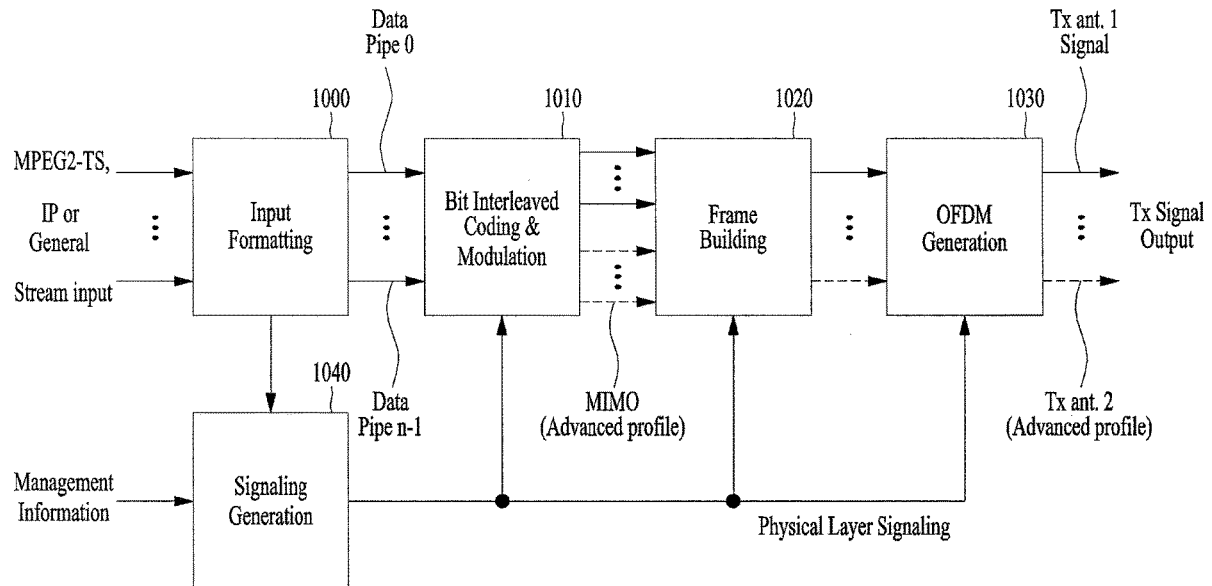 Data
Pipe 0
Tx ant. 1
Signal
1000
1010
1020
1030
MPEG2-TS,
IP or
General
Stream input
Input
Formatting
Bit Interleaved
Coding &
Modulation
Frame
Building
OFDM
Generation
Tx Signal
Output
1040
Data
Pipe n-1
MIMO
(Advanced profile)
Tx ant. 2
(Advanced profile)
Management
Information
Signaling
Generation
Physical Layer Signaling